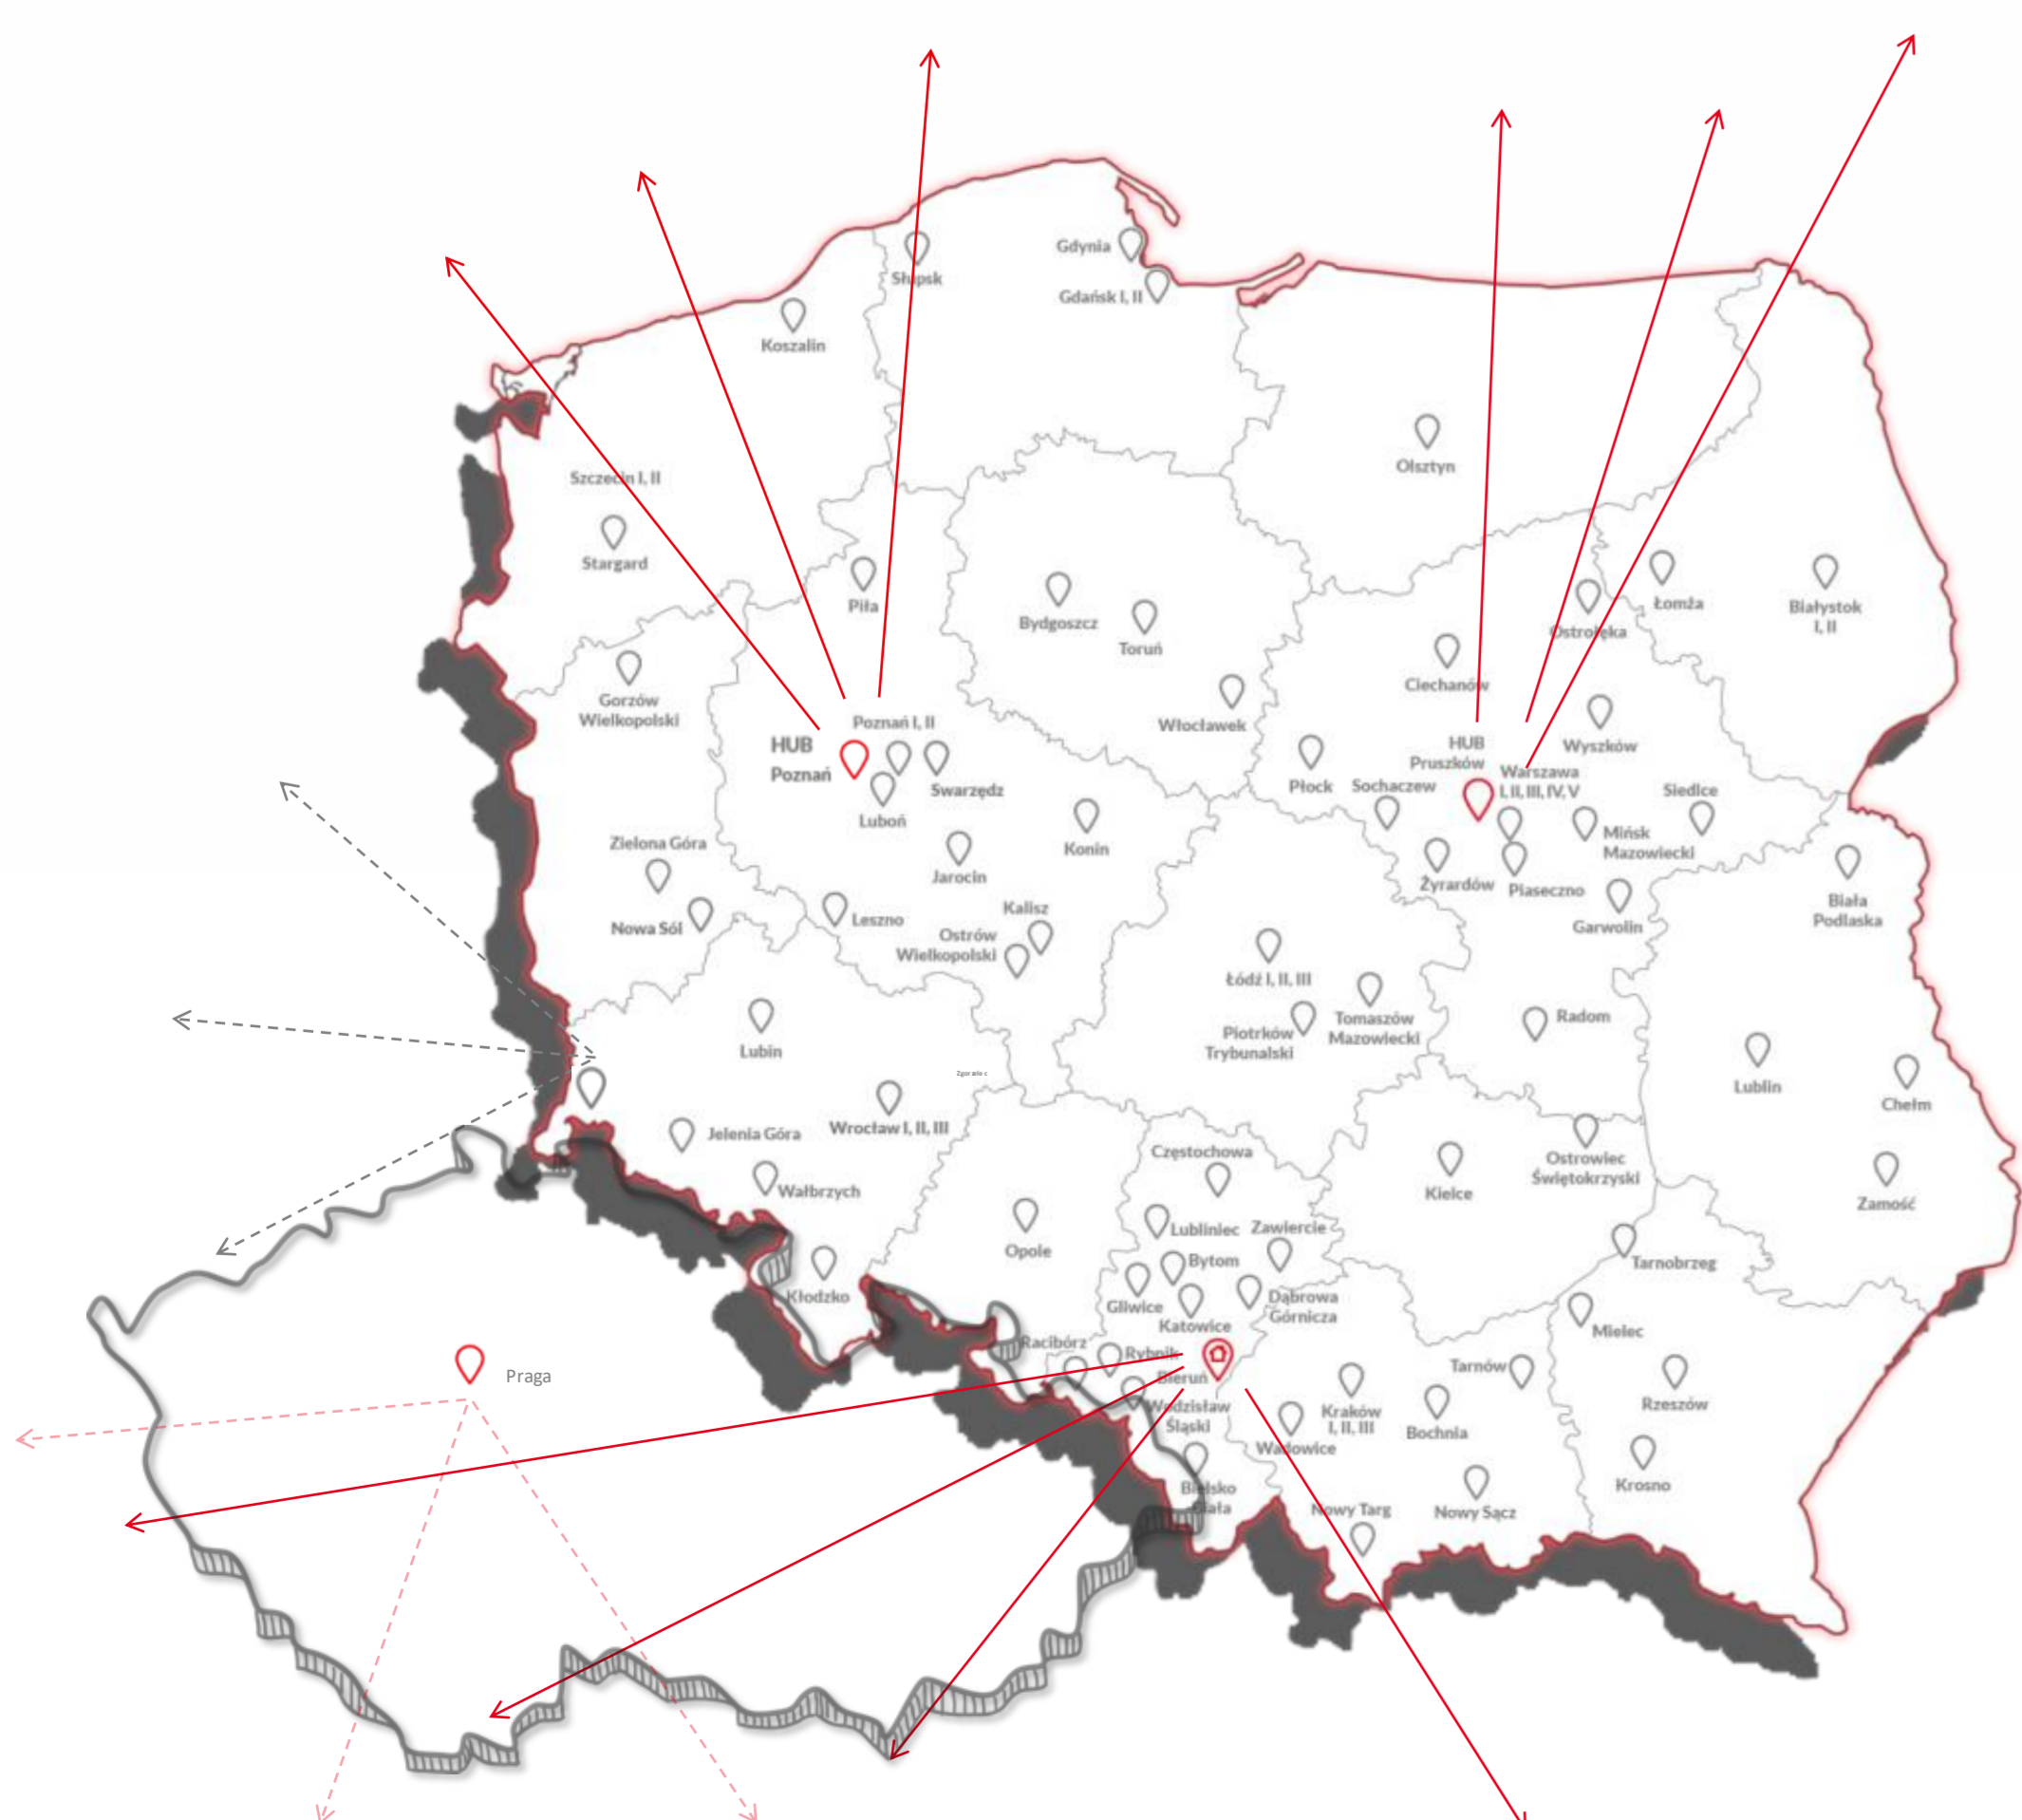 Gdynia
Słupsk
Gdańsk I, II
Koszalin
Olsztyn
Szczecin I, II
Stargard
Piła
Bydgoszcz
Toruń
Łomża
Białystok
I, II
Ostrołęka
Ciechanów
Gorzów
Wielkopolski
Włocławek
Poznań I, II
HUB
Poznań
Swarzędz
Luboń
HUB
Pruszków
Wyszków
Płock
Sochaczew
Warszawa
I, II, III, IV, V
Siedlce
Mińsk
Mazowiecki
Konin
Zielona Góra
Jarocin
Żyrardów
Piaseczno
Biała
Podlaska
Nowa Sól
Leszno
Kalisz
Ostrów
Wielkopolski
Garwolin
Łódź I, II, III
Tomaszów
Mazowiecki
Piotrków
Trybunalski
Radom
Lubin
Zgorzelec
Lublin
Chełm
Jelenia Góra
Wrocław I, II, III
Częstochowa
Ostrowiec
Świętokrzyski
Wałbrzych
Kielce
Zamość
Opole
Lubliniec
Zawiercie
Bytom
Tarnobrzeg
Kłodzko
Gliwice
Dąbrowa
Górnicza
Katowice
Mielec
Racibórz
Rybnik
Bieruń
Tarnów
Praga
Wodzisław
Śląski
Kraków
I, II, III
Rzeszów
Bochnia
Wadowice
Bielsko
Biała
Krosno
Nowy Targ
Nowy Sącz